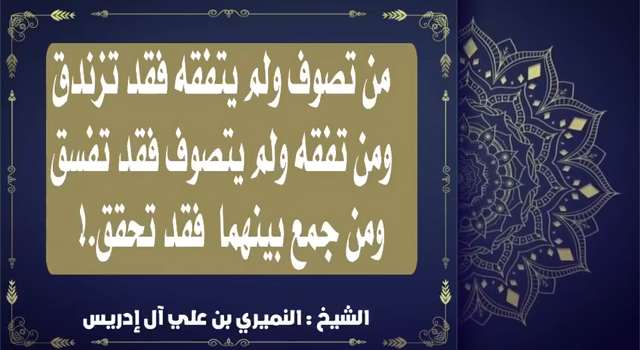 من تصوف ولم يتفقه فقد تزندق
ومن تفقه ولم يتصوف فقد تفسق
ومن جمع بينهما فقد تحقق.!
الشيخ : النميري بن علي آل إدريس